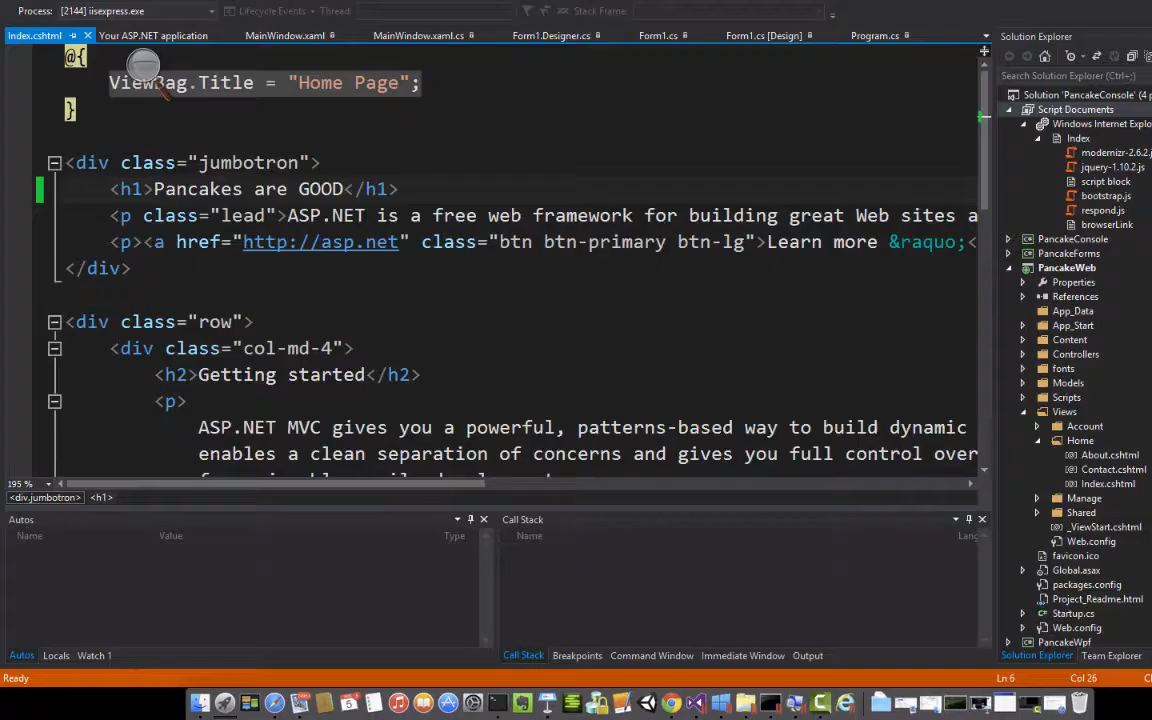 Process: [2144] iisexpress.exe Lifecycle Events Thread: Stack Frame:
Index.cshtml Your ASP.NET application MainWindow.xaml MainWindow.xaml.cs Form1.Designer.cs Form1.cs Form1.cs [Design] Program.cs
@{
ViewBag.Title = "Home Page";
}
<div class="jumbotron">
<h1>Pancakes are GOOD</h1>
<p class="lead">ASP.NET is a free web framework for building great Web sites a
<p><a href="http://asp.net" class="btn btn-primary btn-lg">Learn more &raquo;<
</div>
<div class="row">
<div class="col-md-4">
<h2>Getting started</h2>
<p>
ASP.NET MVC gives you a powerful, patterns-based way to build dynamic
enables a clean separation of concerns and gives you full control over
195 %
<div.jumbotron> <h1>
Autos
Name Value Type
Autos Locals Watch 1
Call Stack
Name Lang
Call Stack Breakpoints Command Window Immediate Window Output
Solution Explorer
Search Solution Explorer (Ctrl+;)
Solution 'PancakeConsole' (4 p
Script Documents
Windows Internet Explo
Index
modernizr-2.6.2.j
jquery-1.10.2.js
script block
bootstrap.js
respond.js
browserLink
PancakeConsole
PancakeForms
PancakeWeb
Properties
References
App_Data
App_Start
Content
Controllers
fonts
Models
Scripts
Views
Account
Home
About.cshtml
Contact.cshtml
Index.cshtml
Manage
Shared
_ViewStart.cshtml
Web.config
favicon.ico
Global.asax
packages.config
Project_Readme.html
Startup.cs
Web.config
PancakeWpf
Solution Explorer Team Explorer
Ready Ln 6 Col 26 Ch
5